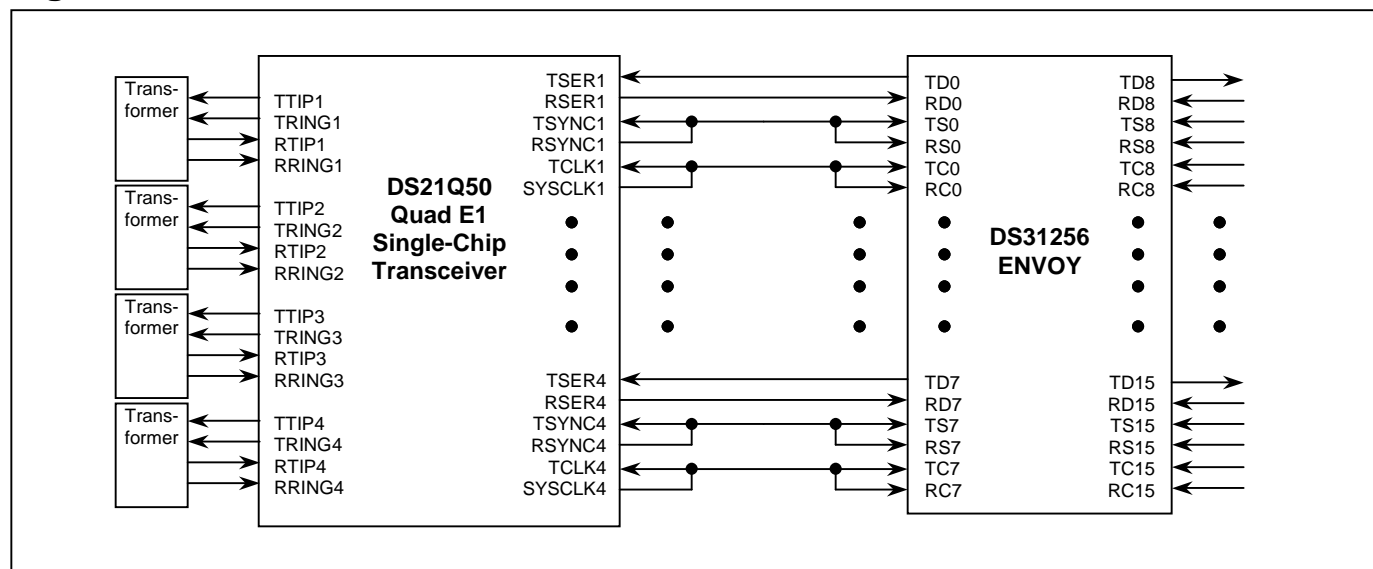 Trans-
former
TTIP1
TRING1
RTIP1
RRING1
Trans-
former
TTIP2
TRING2
RTIP2
RRING2
Trans-
former
TTIP3
TRING3
RTIP3
RRING3
Trans-
former
TTIP4
TRING4
RTIP4
RRING4
DS21Q50
Quad E1
Single-Chip
Transceiver
TSER1
RSER1
TSYNC1
RSYNC1
TCLK1
SYSCLK1
TSER4
RSER4
TSYNC4
RSYNC4
TCLK4
SYSCLK4
TD0
RD0
TS0
RS0
TC0
RC0
TD7
RD7
TS7
RS7
TC7
RC7
DS31256
ENVOY
TD8
RD8
TS8
RS8
TC8
RC8
TD15
RD15
TS15
RS15
TC15
RC15